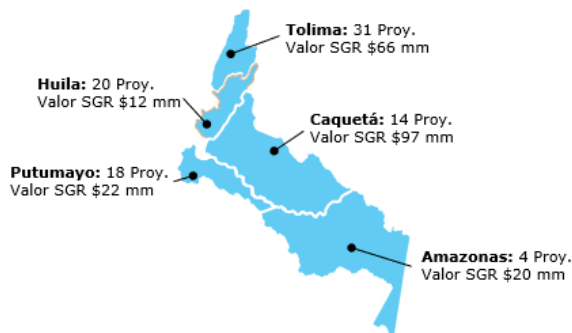 Tolima: 31 Proy.
Valor SGR $66 mm
Huila: 20 Proy.
Valor SGR $12 mm
Caquetá: 14 Proy.
Valor SGR $97 mm
Putumayo: 18 Proy.
Valor SGR $22 mm
Amazonas: 4 Proy.
Valor SGR $20 mm